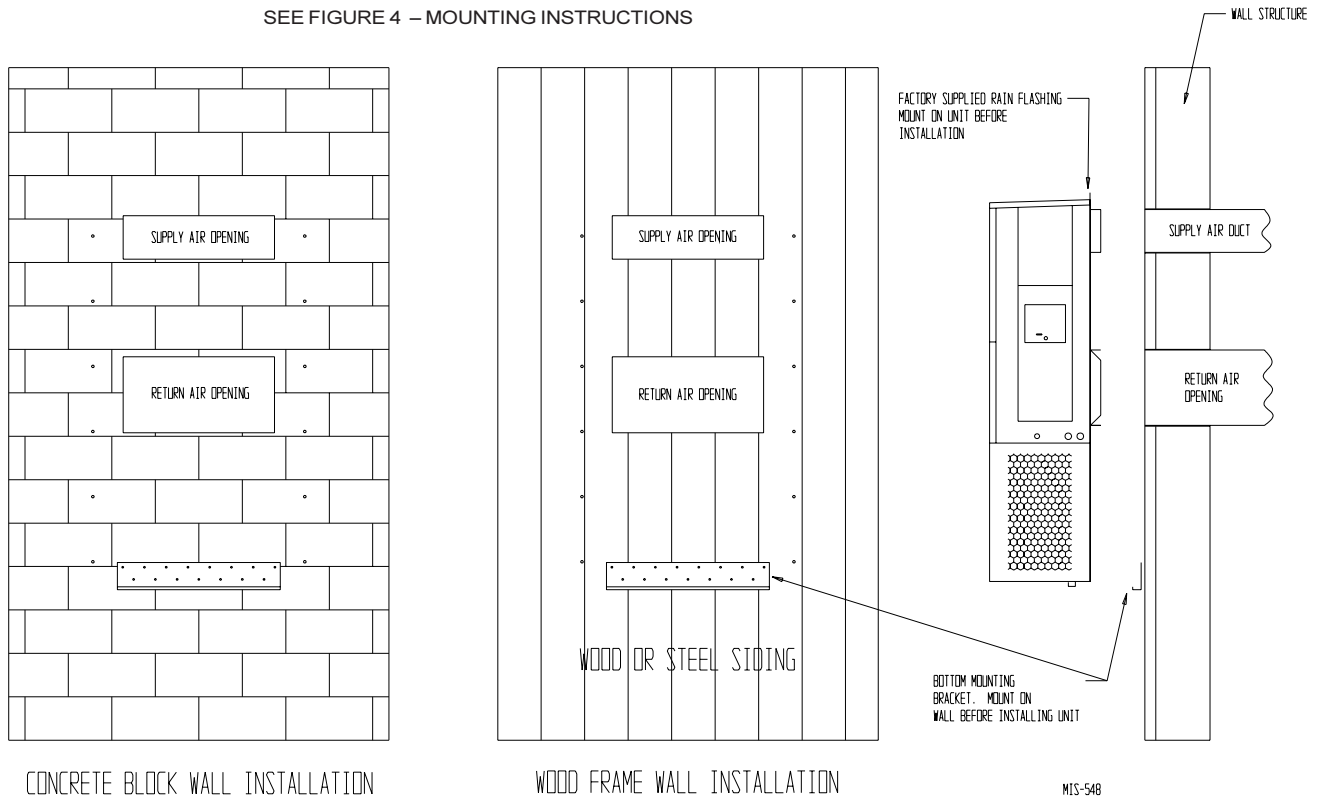 SEE FIGURE 4 – MOUNTING INSTRUCTIONS
WALL STRUCTURE
FACTORY SUPPLIED RAIN FLASHING
MOUNT ON UNIT BEFORE
INSTALLATION
SUPPLY AIR OPENING
RETURN AIR OPENING
SUPPLY AIR OPENING
RETURN AIR OPENING
WOOD OR STEEL SIDING
SUPPLY AIR DUCT
RETURN AIR
OPENING
BOTTOM MOUNTING
BRACKET. MOUNT ON
WALL BEFORE INSTALLING UNIT
CONCRETE BLOCK WALL INSTALLATION
WOOD FRAME WALL INSTALLATION
MIS-548